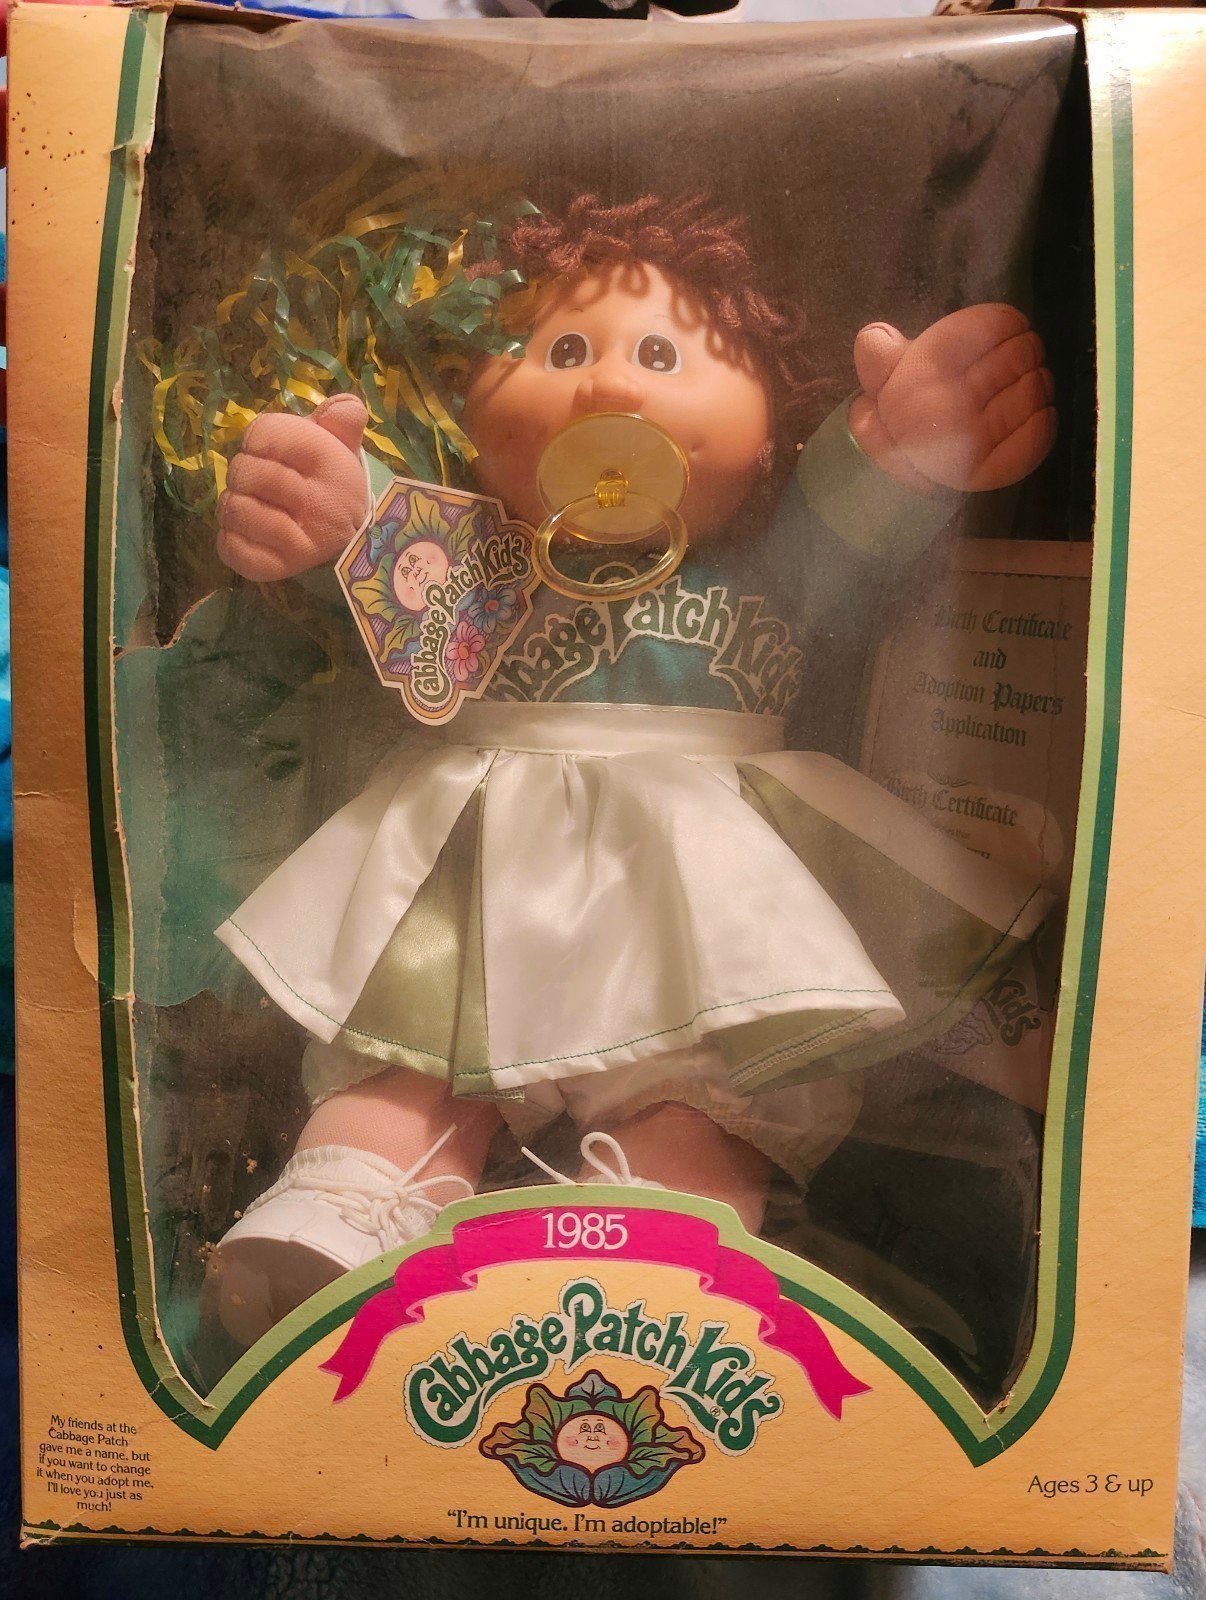 Cabbage Patch Kids
bbage Patch Kids
Birth Certificate
and
Adoption Papers
Application
Birth Certificate
Kids
1985
Cabbage Patch Kids®
"I'm unique. I'm adoptable!"
My friends at the
Cabbage Patch
gave me a name, but
if you want to change
it when you adopt me,
I'll love you just as
much!
Ages 3 & up